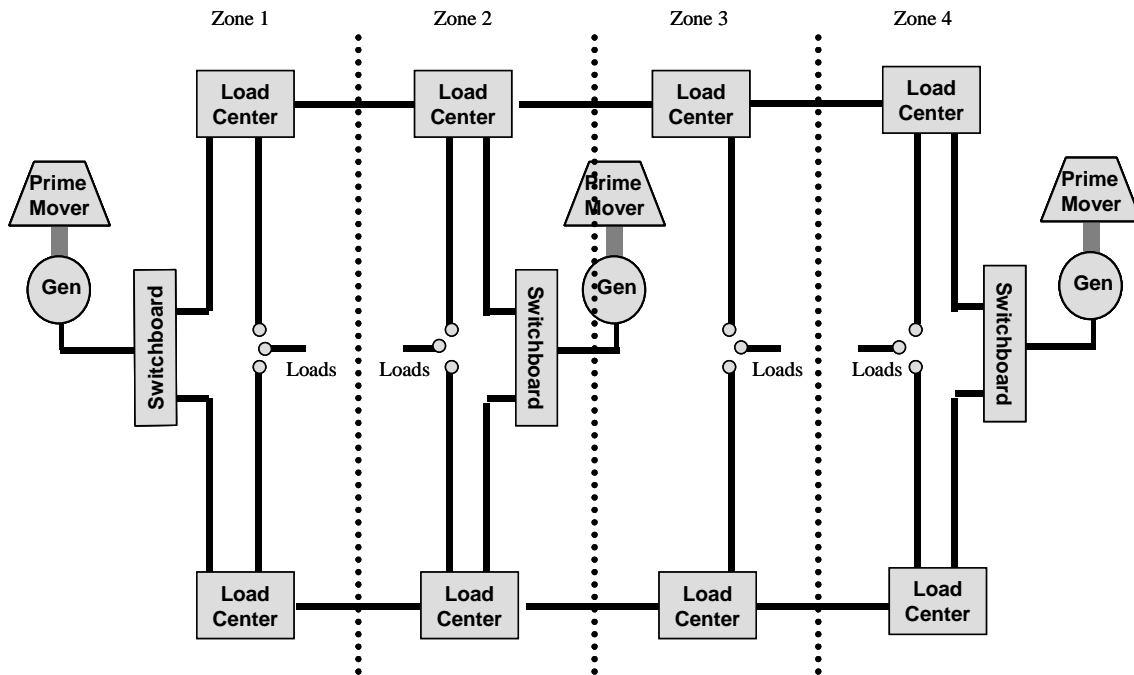 Zone 1
Zone 2
Zone 3
Zone 4
Load
Center
Load
Center
Load
Center
Load
Center
Prime
Mover
Prime
Mover
Prime
Mover
Gen
Gen
Gen
Switchboard
Switchboard
Switchboard
Loads
Loads
Loads
Loads
Load
Center
Load
Center
Load
Center
Load
Center